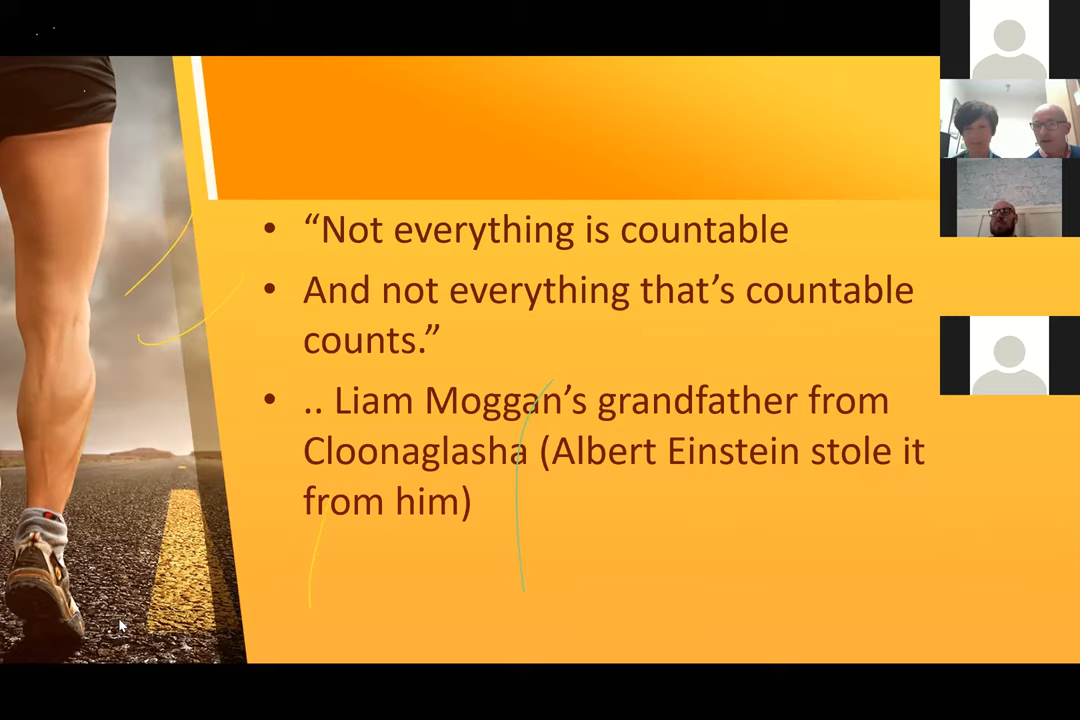 “Not everything is countable
And not everything that’s countable
counts.”
.. Liam Moggan’s grandfather from
Cloonaglasha (Albert Einstein stole it
from him)